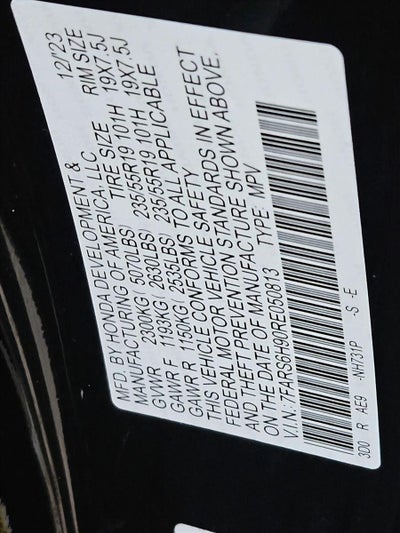 MFD. BY HONDA DEVELOPMENT &
MANUFACTURING OF AMERICA, LLC 12/'23
GVWR 2300KG( 5070LBS) TIRE SIZE RIM SIZE
GAWR F 1193KG( 2630LBS) 235/55R19 101H 19X7.5J
GAWR R 1150KG( 2535LBS) 235/55R19 101H 19X7.5J
THIS VEHICLE CONFORMS TO ALL APPLICABLE
FEDERAL MOTOR VEHICLE SAFETY
AND THEFT PREVENTION STANDARDS IN EFFECT
ON THE DATE OF MANUFACTURE SHOWN ABOVE.
V.I.N.: 7FARS6H90RE050813 TYPE: MPV
3D0 R AE9 -NH731P -S -E